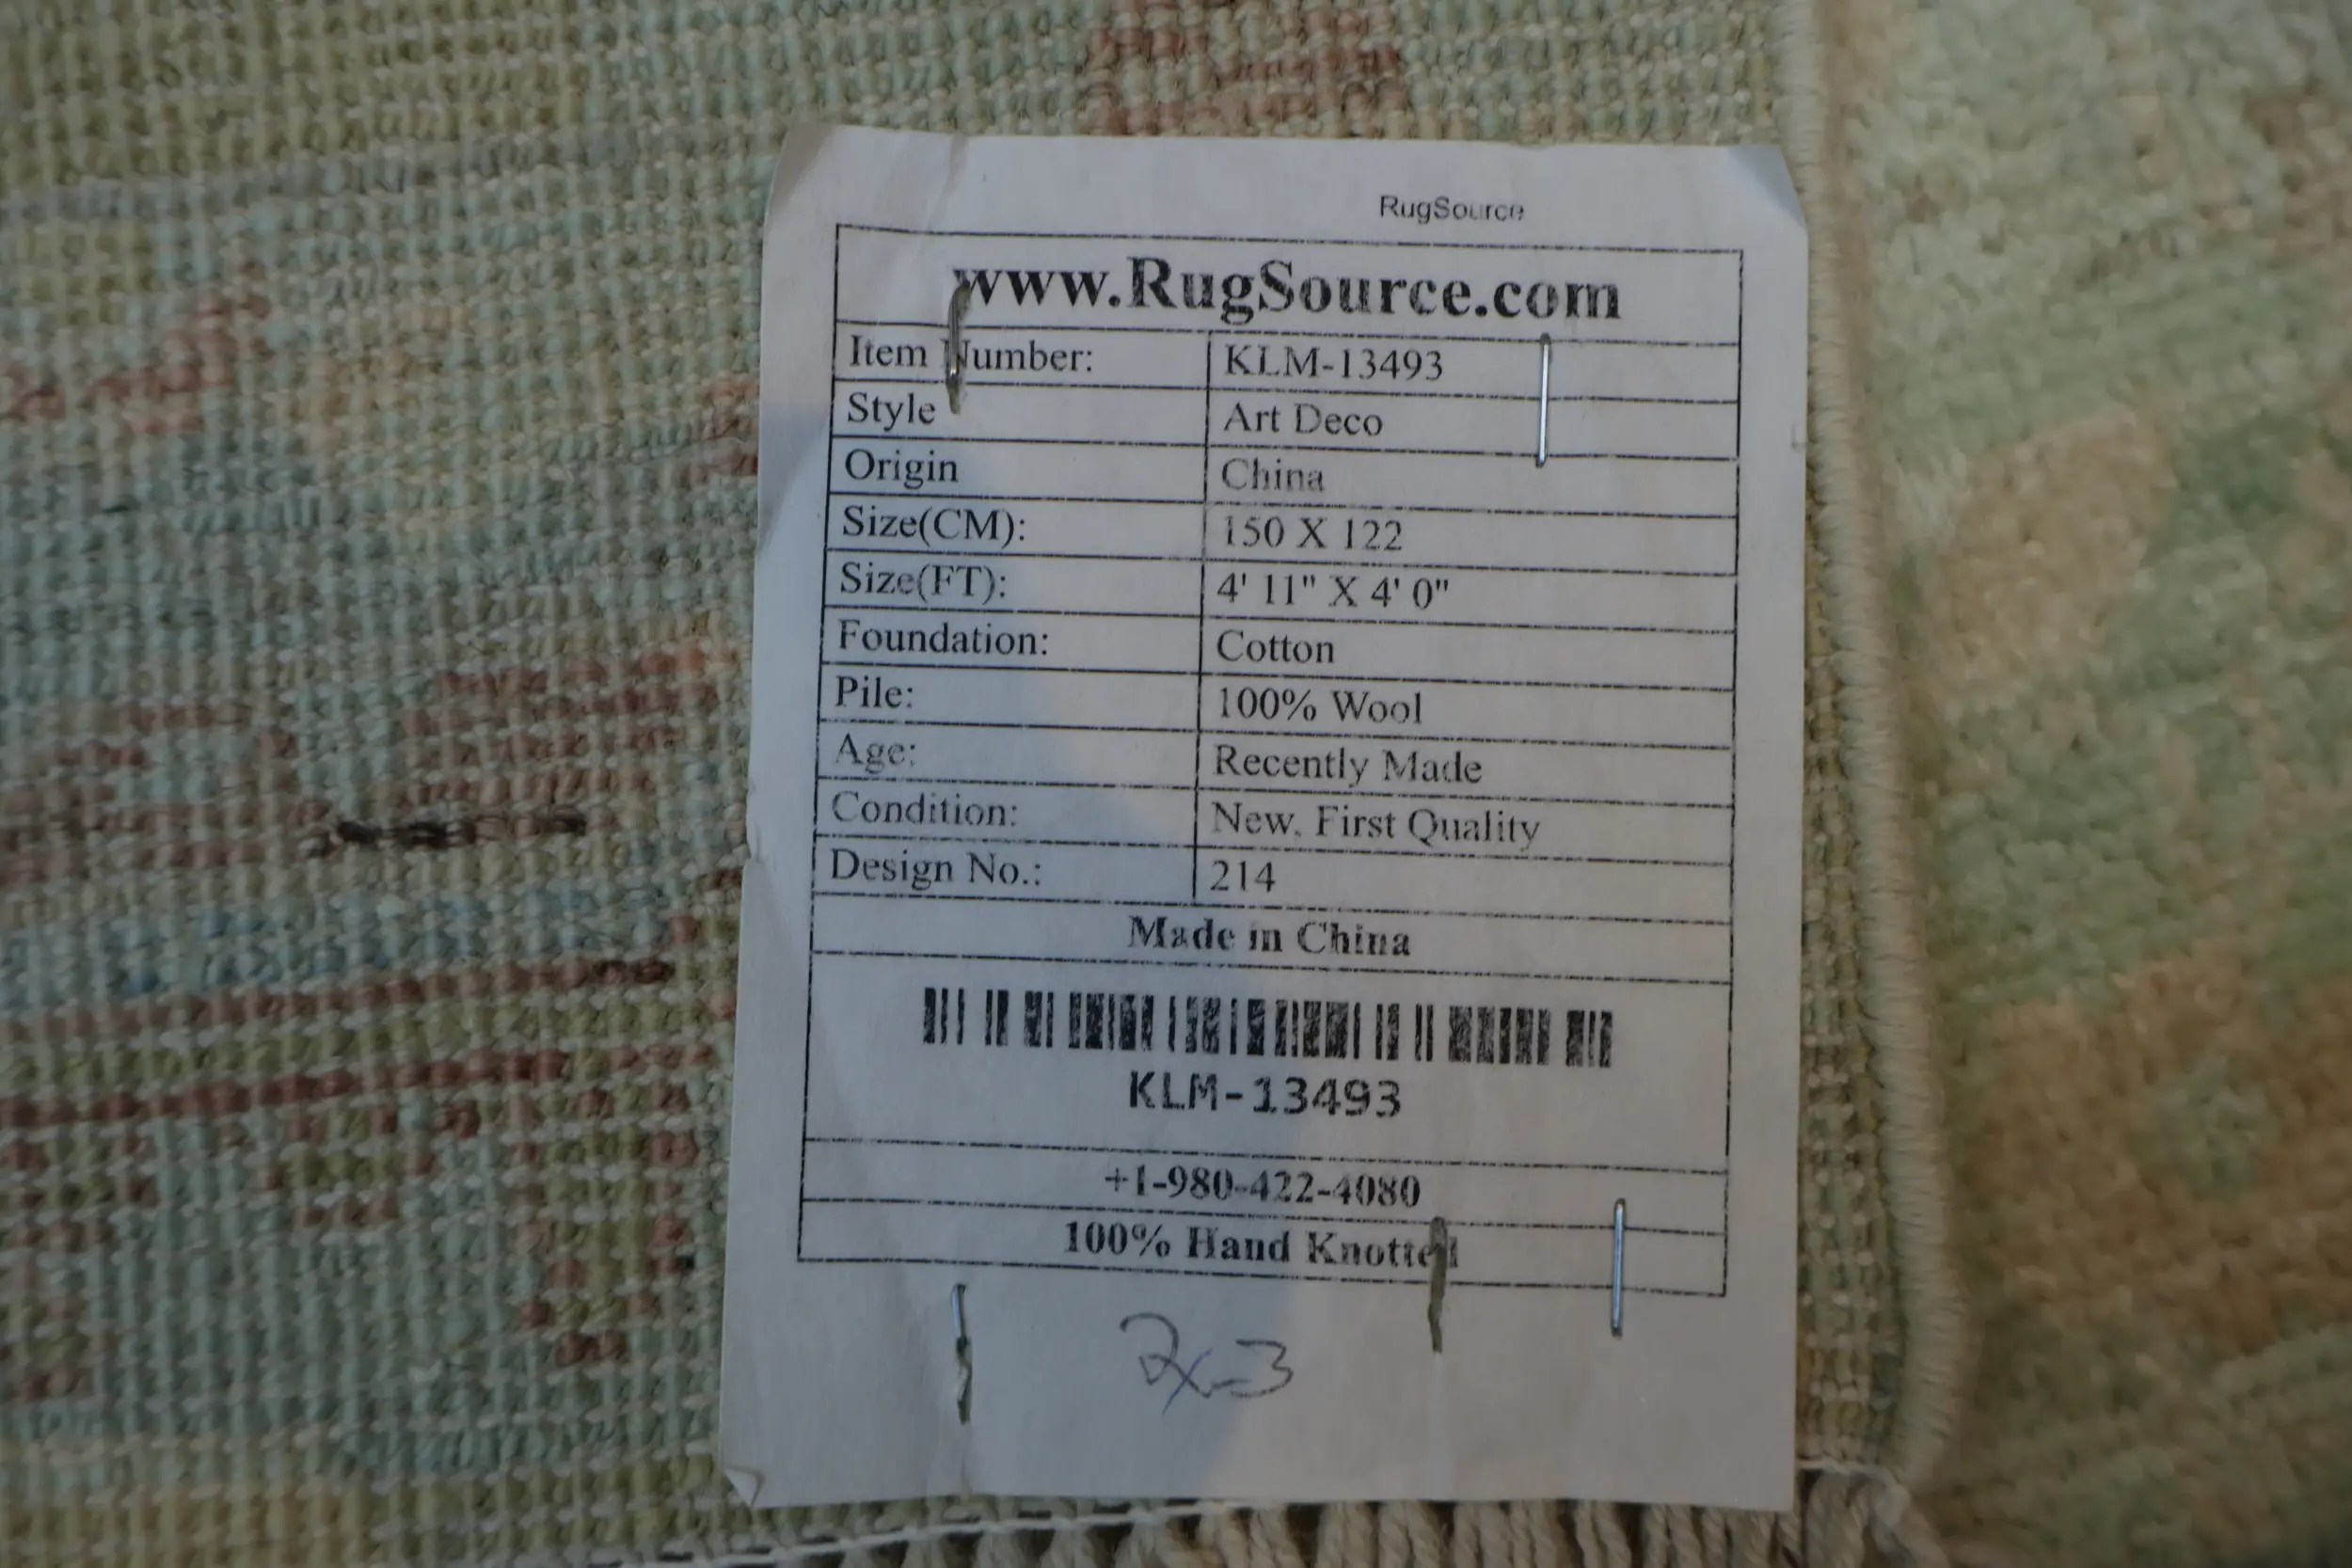 RugSource
www.RugSource.com
Item Number: KLM-13493
Style Art Deco
Origin China
Size(CM): 150 X 122
Size(FT): 4' 11" X 4' 0"
Foundation: Cotton
Pile: 100% Wool
Age: Recently Made
Condition: New, First Quality
Design No.: 214
Made in China
KLM-13493
+1-980-422-4080
100% Hand Knotted